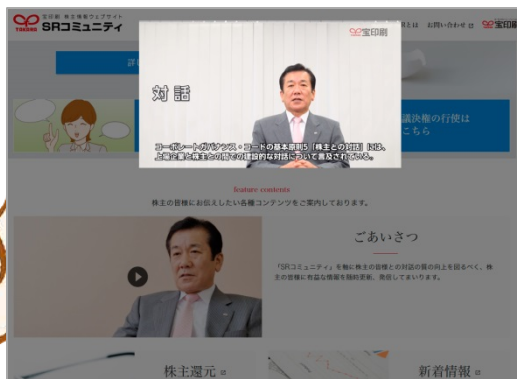 宝印刷 株主情報ウェブサイト
SRコミュニティ
TAKARA
とは
お問い合わせ
宝印刷
宝印刷
対話
コーポレートガバナンス・コードの基本原則5「株主との対話」には、
上場企業と株主との間での建設的な対話について言及されている。
議決権の行使は
こちら
feature contents
株主の皆様にお伝えしたい各種コンテンツをご案内しております。
ごあいさつ
「SRコミュニティ」を軸に株主の皆様との対話の質の向上を図るべく、株
主の皆様に有益な情報を随時更新、発信してまいります。
株主還元
新着情報